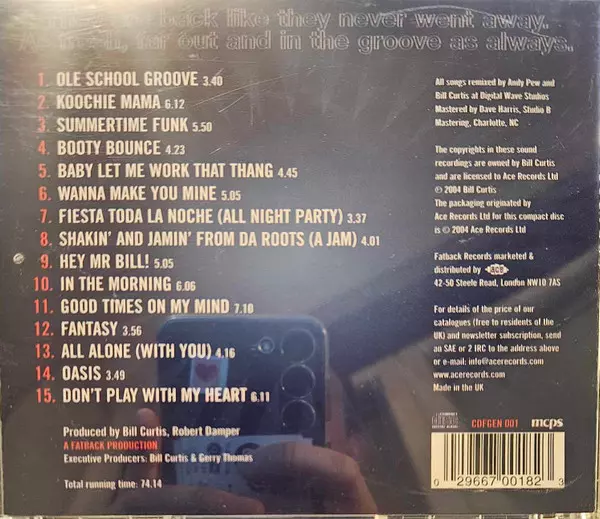 back like they never went away.
far out and in the groove as always.
1. OLE SCHOOL GROOVE 3.40
2. KOOCHIE MAMA 6.12
3. SUMMERTIME FUNK 5.50
4. BOOTY BOUNCE 4.23
5. BABY LET ME WORK THAT THANG 4.45
6. WANNA MAKE YOU MINE 5.05
7. FIESTA TODA LA NOCHE (ALL NIGHT PARTY) 3.37
8. SHAKIN' AND JAMIN' FROM DA ROOTS (A JAM) 4.01
9. HEY MR BILL! 5.05
10. IN THE MORNING 6.06
11. GOOD TIMES ON MY MIND 7.10
12. FANTASY 3.56
13. ALL ALONE (WITH YOU) 4.16
14. OASIS 3.49
15. DON'T PLAY WITH MY HEART 6.11
Produced by Bill Curtis, Robert Damper
A FATBACK PRODUCTION
Executive Producers: Bill Curtis & Gerry Thomas
Total running time: 74.14
All songs remixed by Andy Pew and
Bill Curtis at Digital Wave Studios
Mastered by Dave Harris, Studio B
Mastering, Charlotte, NC
The copyrights in these sound
recordings are owned by Bill Curtis
and are licensed to Ace Records Ltd
℗ 2004 Bill Curtis
The packaging originated by
Ace Records Ltd for this compact disc
is © 2004 Ace Records Ltd
Fatback Records marketed &
distributed by ACE
42-50 Steele Road, London NW10 7AS
For details of the price of our
catalogues (free to residents of the
UK) and newsletter subscription, send
an SAE or 2 IRC to the address above
or e-mail: info@acerecords.com
www.acerecords.com
Made in the UK
CDFGEN 001
mcps
0 29667 00182 3